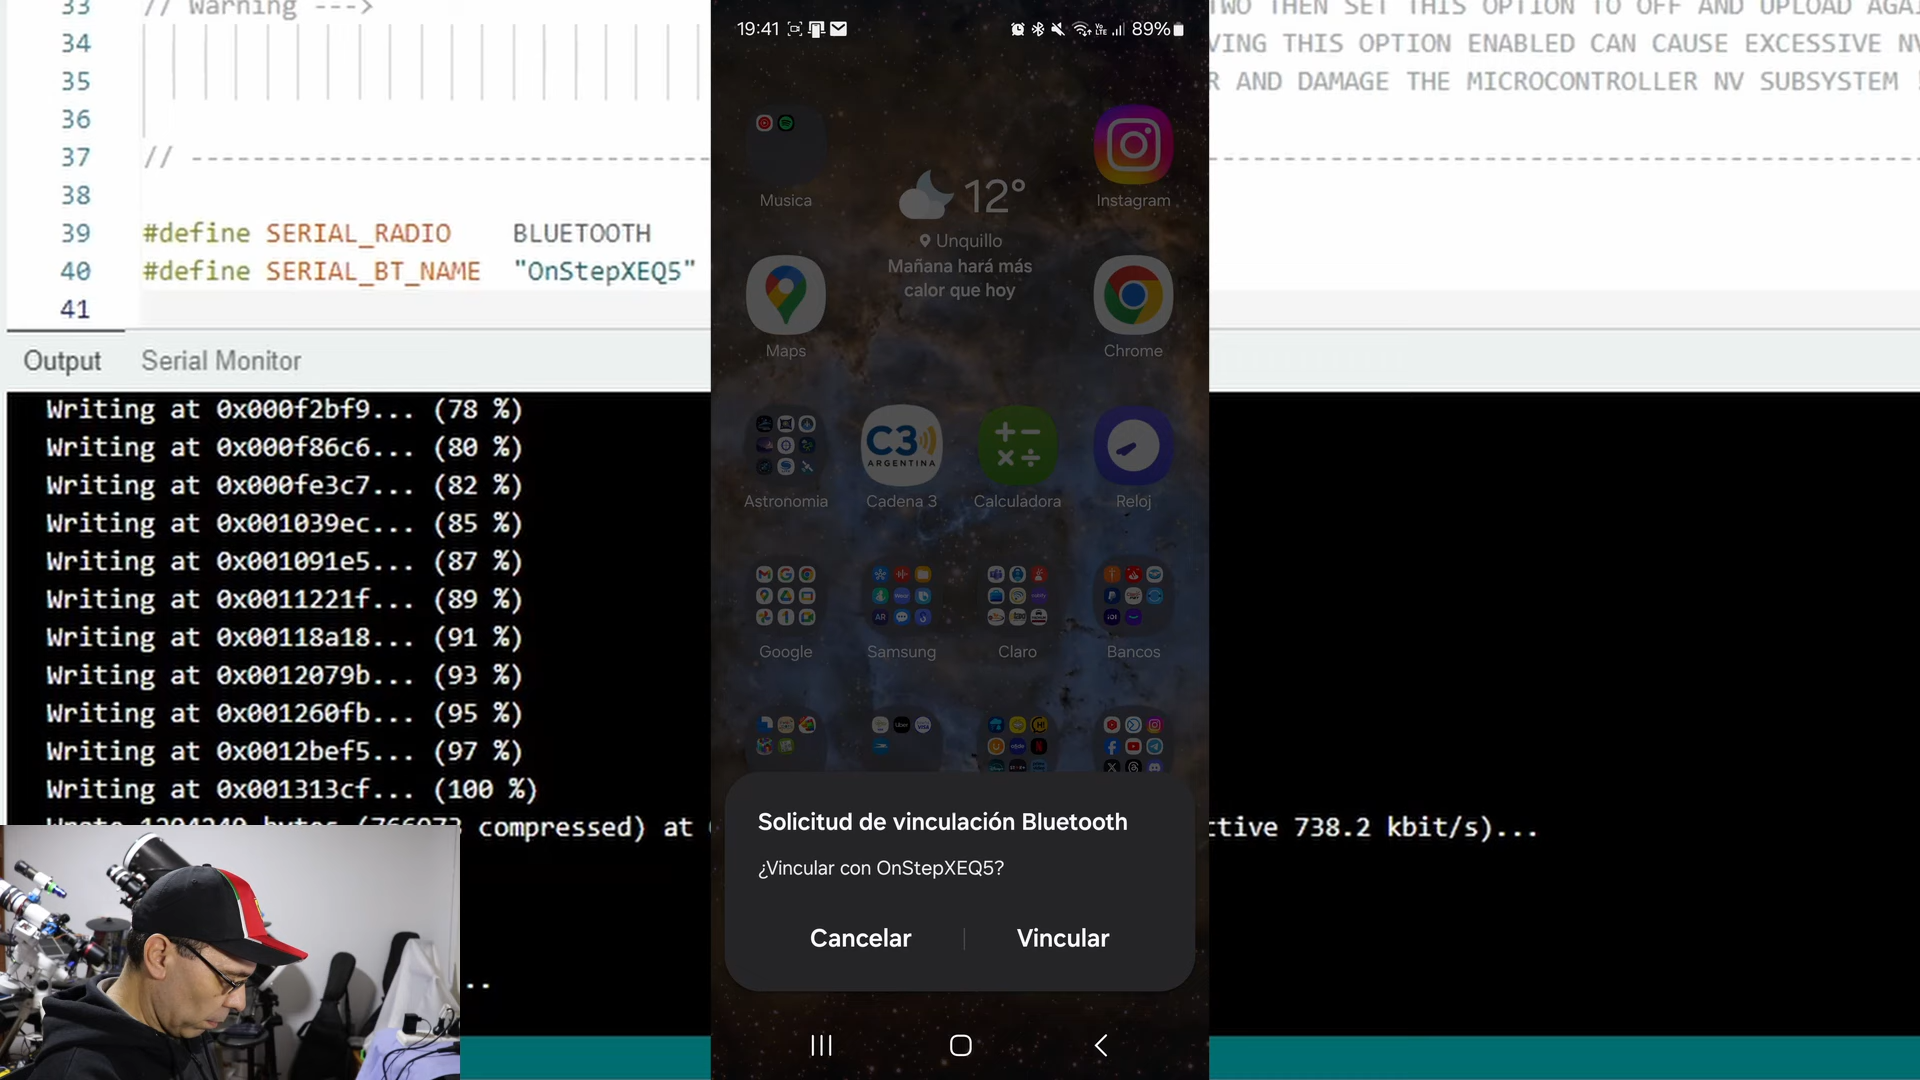 33 // Warning --->
34
35
36
37 // ----------------------------------
38
39 #define SERIAL_RADIO BLUETOOTH
40 #define SERIAL_BT_NAME "OnStepXEQ5"
41
TWO THEN SET THIS OPTION TO OFF AND UPLOAD AGAI
VING THIS OPTION ENABLED CAN CAUSE EXCESSIVE NV
R AND DAMAGE THE MICROCONTROLLER NV SUBSYSTEM
Output Serial Monitor
Writing at 0x000f2bf9... (78 %)
Writing at 0x000f86c6... (80 %)
Writing at 0x000fe3c7... (82 %)
Writing at 0x001039ec... (85 %)
Writing at 0x001091e5... (87 %)
Writing at 0x0011221f... (89 %)
Writing at 0x00118a18... (91 %)
Writing at 0x0012079b... (93 %)
Writing at 0x001260fb... (95 %)
Writing at 0x0012bef5... (97 %)
Writing at 0x001313cf... (100 %)
compressed) at
ctive 738.2 kbit/s)...
..
19:41 89%
Musica
12°
Unquillo
Mañana hará más
calor que hoy
Instagram
Maps
Chrome
C3
ARGENTINA
Astronomia Cadena 3 Calculadora Reloj
Google Samsung Claro Bancos
Solicitud de vinculación Bluetooth
¿Vincular con OnStepXEQ5?
Cancelar Vincular